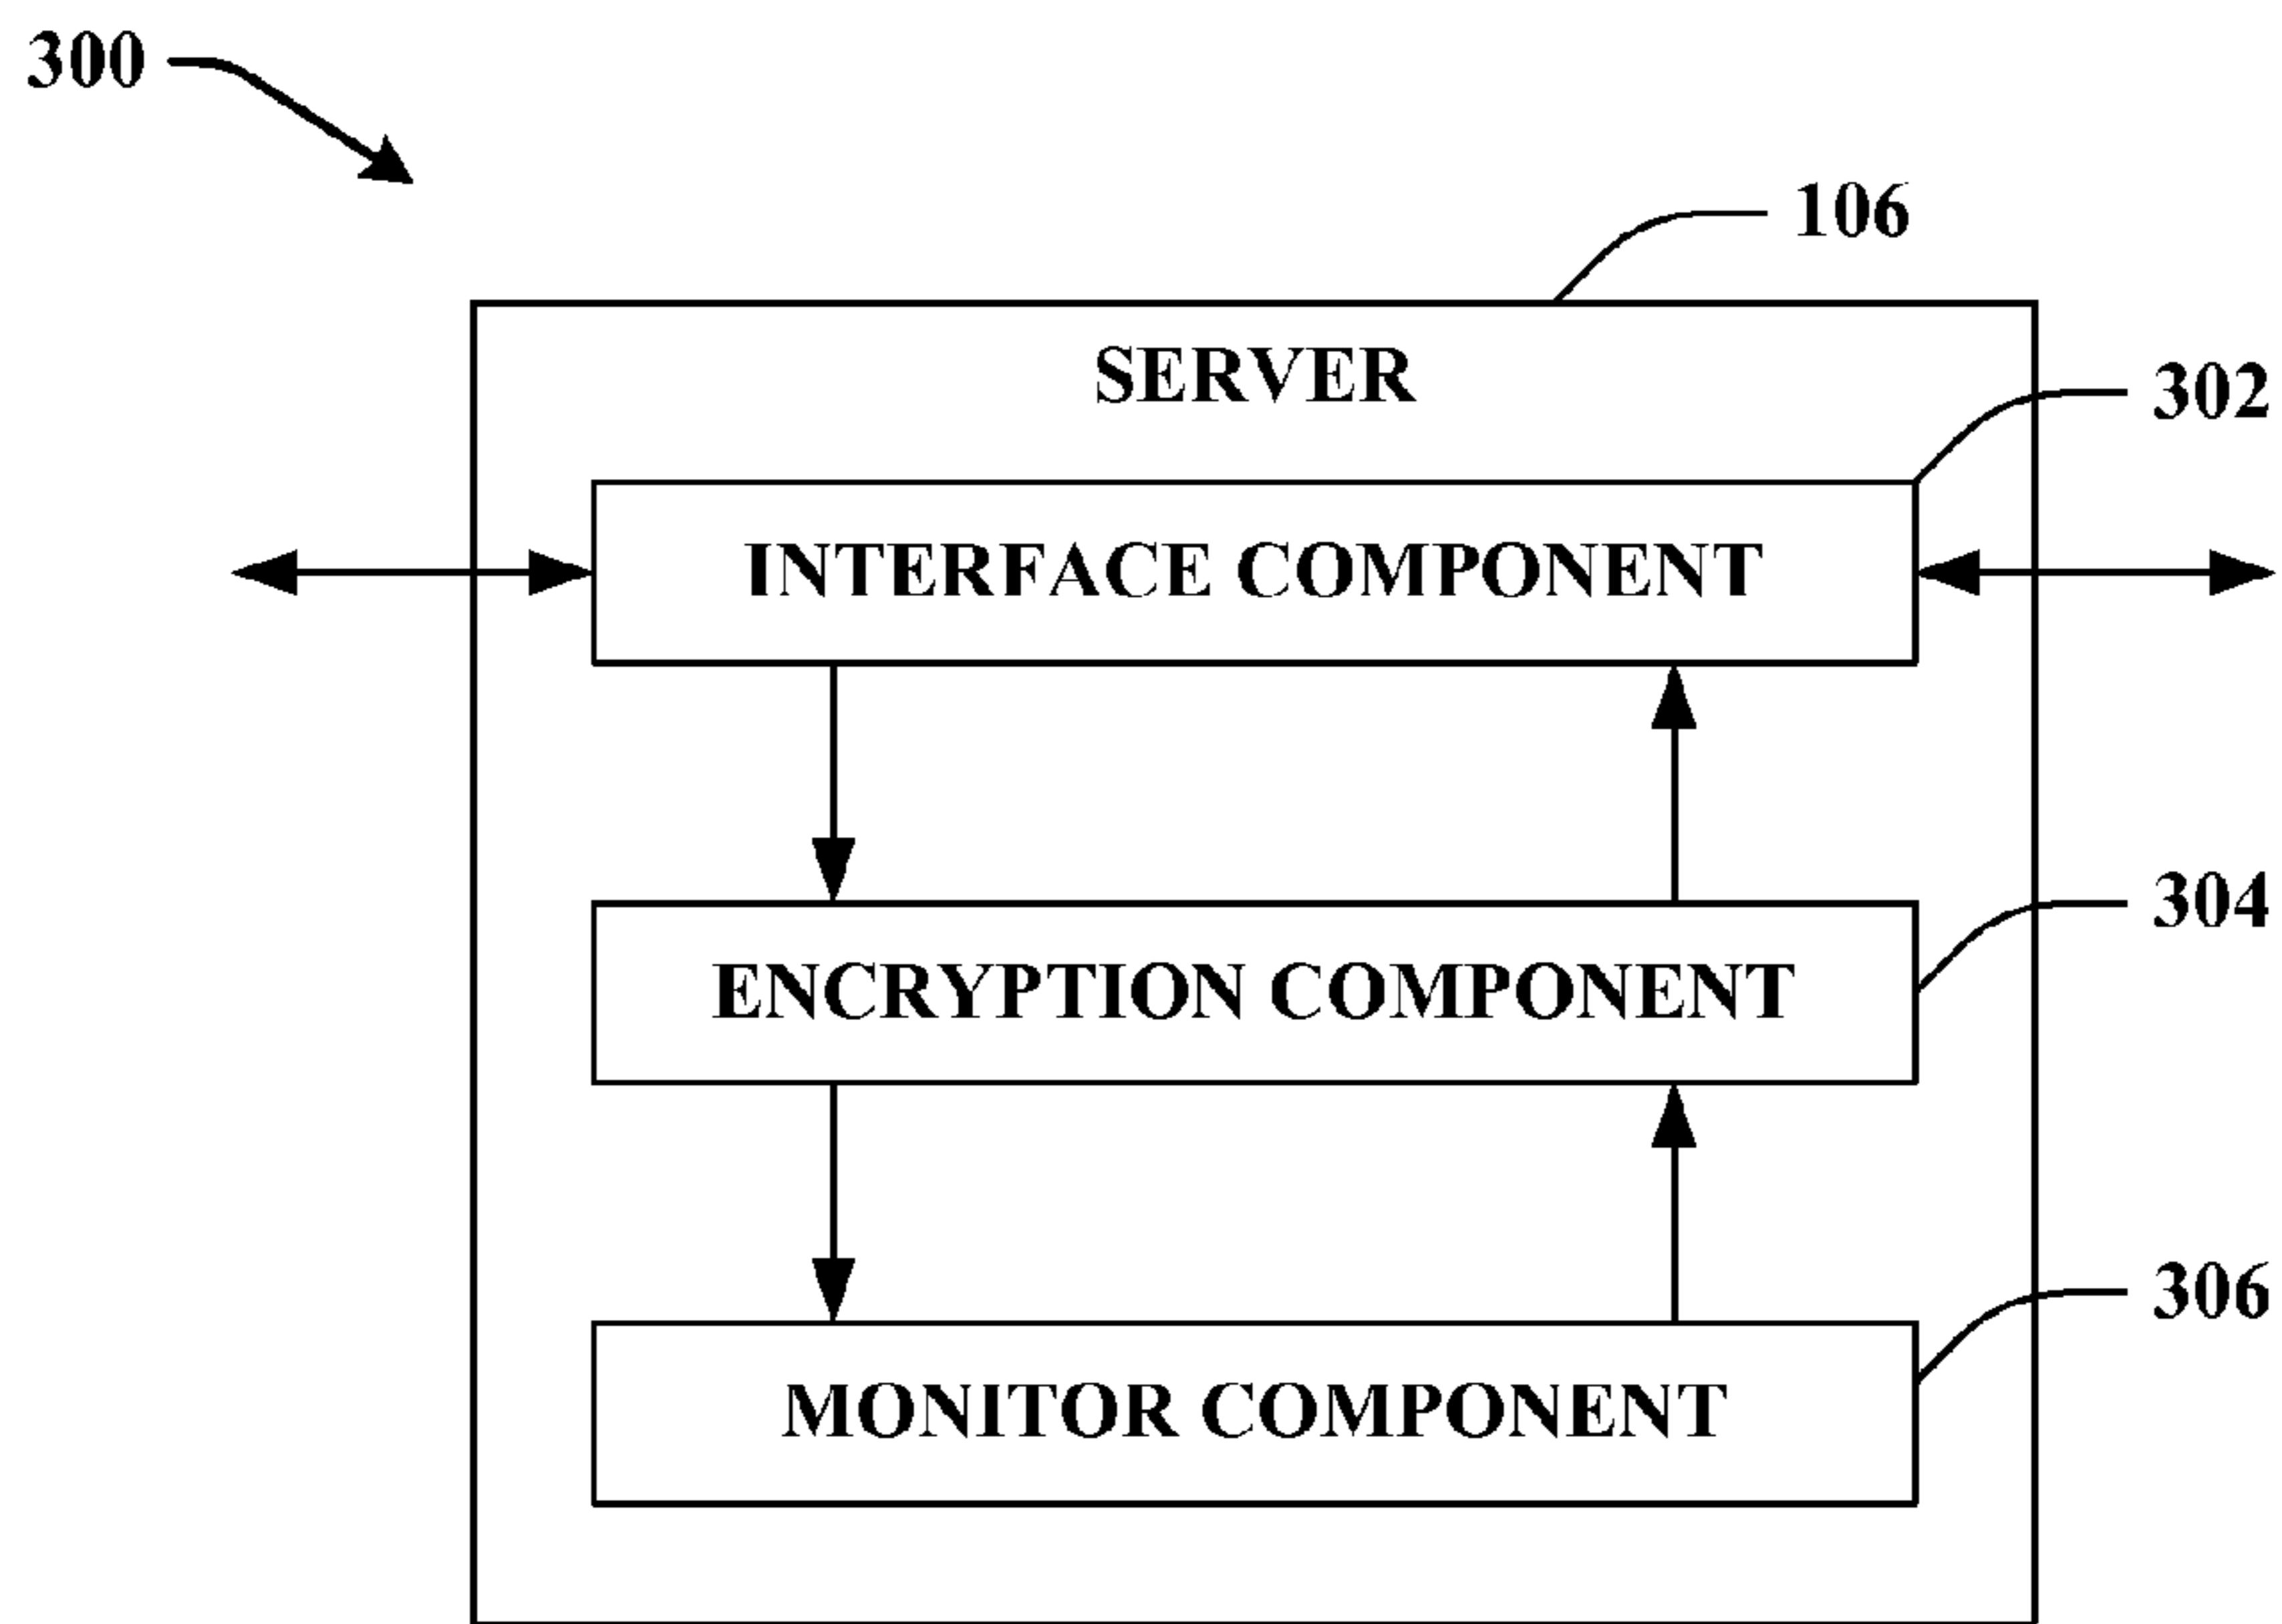 300
106
SERVER
302
INTERFACE COMPONENT
304
ENCRYPTION COMPONENT
306
MONITOR COMPONENT